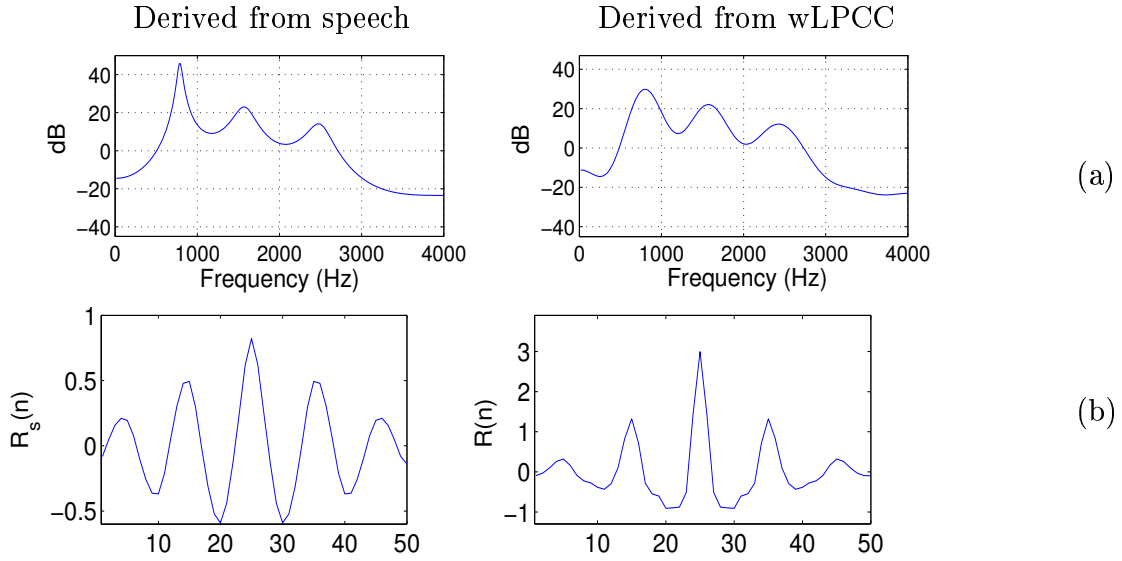 Derived from speech
Derived from wLPCC
40
20
0
−20
−40
dB
0 1000 2000 3000 4000
Frequency (Hz)
40
20
0
−20
−40
dB
0 1000 2000 3000 4000
Frequency (Hz)
(a)
1
0.5
0
−0.5
Rs(n)
10 20 30 40 50
3
2
1
0
−1
R(n)
10 20 30 40 50
(b)